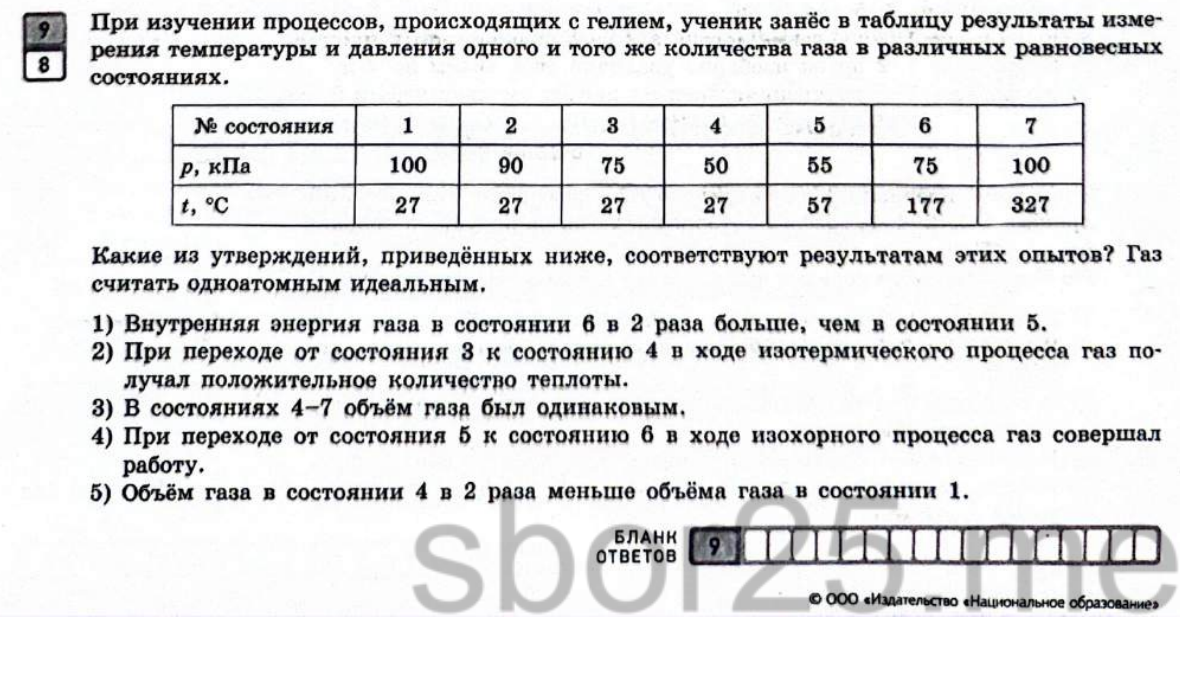 9
8
При изучении процессов, происходящих с гелием, ученик занёс в таблицу результаты изме-
рения температуры и давления одного и того же количества газа в различных равновесных
состояниях.
№ состояния 1 2 3 4 5 6 7
p, кПа 100 90 75 50 55 75 100
t, °C 27 27 27 27 57 177 327
Какие из утверждений, приведённых ниже, соответствуют результатам этих опытов? Газ
считать одноатомным идеальным.
1) Внутренняя энергия газа в состоянии 6 в 2 раза больше, чем в состоянии 5.
2) При переходе от состояния 3 к состоянию 4 в ходе изотермического процесса газ по-
лучал положительное количество теплоты.
3) В состояниях 4–7 объём газа был одинаковым.
4) При переходе от состояния 5 к состоянию 6 в ходе изохорного процесса газ совершал
работу.
5) Объём газа в состоянии 4 в 2 раза меньше объёма газа в состоянии 1.
БЛАНК
ОТВЕТОВ 9
sbor25.me
© ООО «Издательство «Национальное образование»